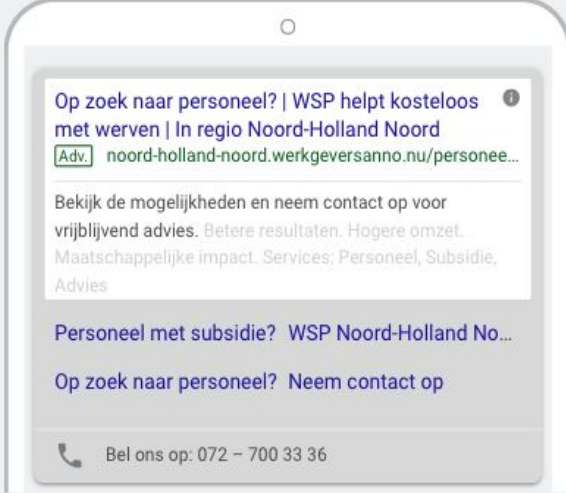 Op zoek naar personeel? | WSP helpt kosteloos
met werven | In regio Noord-Holland Noord
Adv. noord-holland-noord.werkgeversanno.nu/personee...
Bekijk de mogelijkheden en neem contact op voor
vrijblijvend advies. Betere resultaten. Hogere omzet.
Maatschappelijke impact. Services: Personeel, Subsidie,
Advies
Personeel met subsidie? WSP Noord-Holland No...
Op zoek naar personeel? Neem contact op
Bel ons op: 072 – 700 33 36